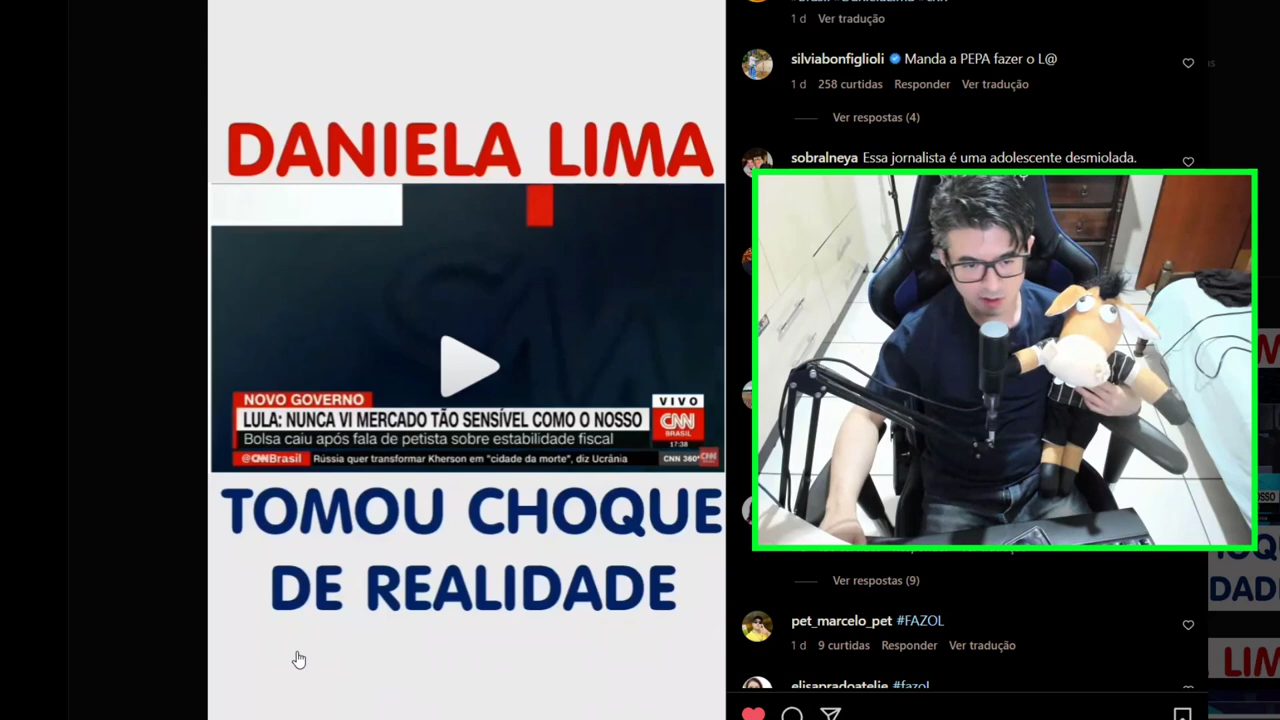 1 d Ver tradução
silviabonfiglioli Manda a PEPA fazer o L@
1 d 258 curtidas Responder Ver tradução
Ver respostas (4)
sobralneya Essa jornalista é uma adolescente desmiolada.
DANIELA LIMA
NOVO GOVERNO
LULA: NUNCA VI MERCADO TÃO SENSÍVEL COMO O NOSSO
Bolsa caiu após fala de petista sobre estabilidade fiscal
@CNNBrasil Rússia quer transformar Kherson em "cidade da morte", diz Ucrânia
VIVO
CNN
BRASIL
17:38
CNN 360°
TOMOU CHOQUE
DE REALIDADE
Ver respostas (9)
pet_marcelo_pet #FAZOL
1 d 9 curtidas Responder Ver tradução
elisapradoatelie #fazol
DAD
LIM